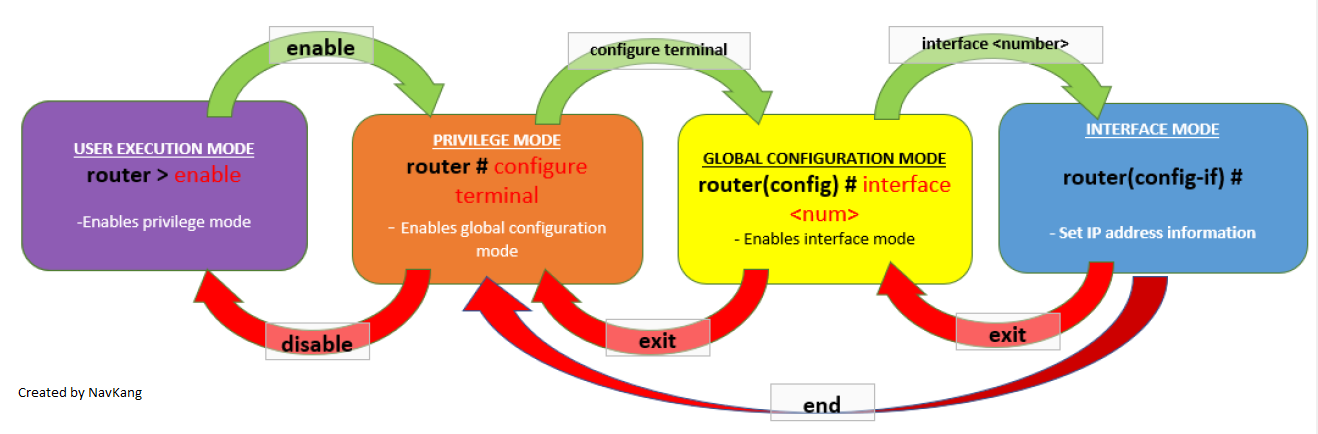 enable
configure terminal
interface <number>
USER EXECUTION MODE
router > enable
-Enables privilege mode
PRIVILEGE MODE
router # configure
terminal
- Enables global configuration
mode
GLOBAL CONFIGURATION MODE
router(config) # interface
<num>
- Enables interface mode
INTERFACE MODE
router(config-if) #
- Set IP address information
disable
exit
exit
end
Created by NavKang